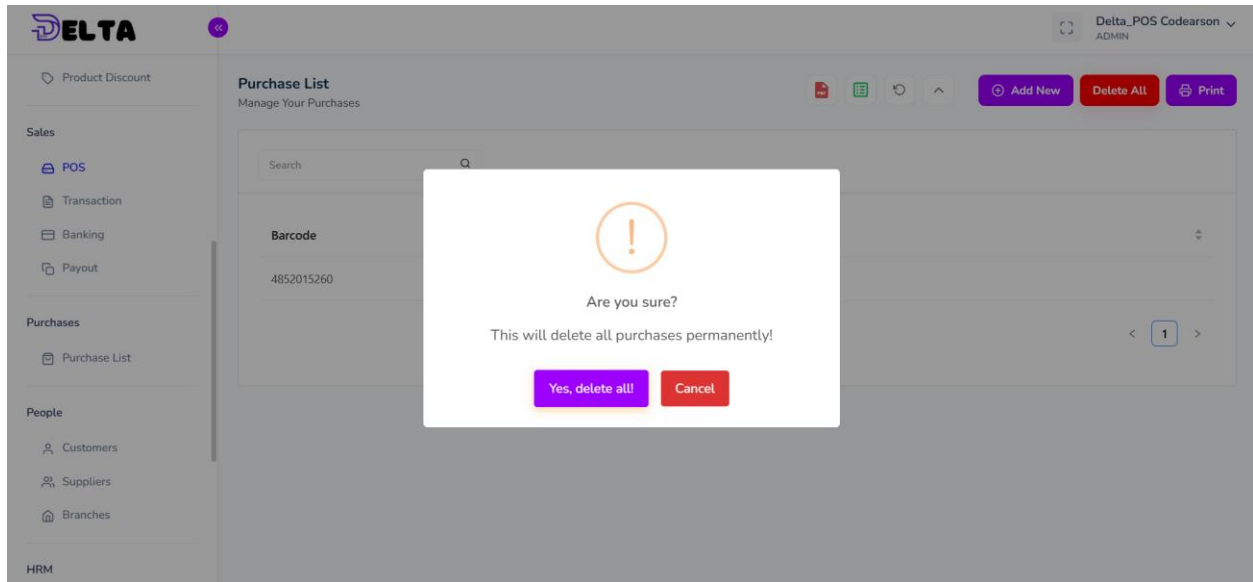 DELTA
«
Delta_POS Codearson
ADMIN
Product Discount
Sales
POS
Transaction
Banking
Payout
Purchases
Purchase List
People
Customers
Suppliers
Branches
HRM
Purchase List
Manage Your Purchases
Add New
Delete All
Print
Search
Barcode
4852015260
< 1 >
!
Are you sure?
This will delete all purchases permanently!
Yes, delete all! Cancel